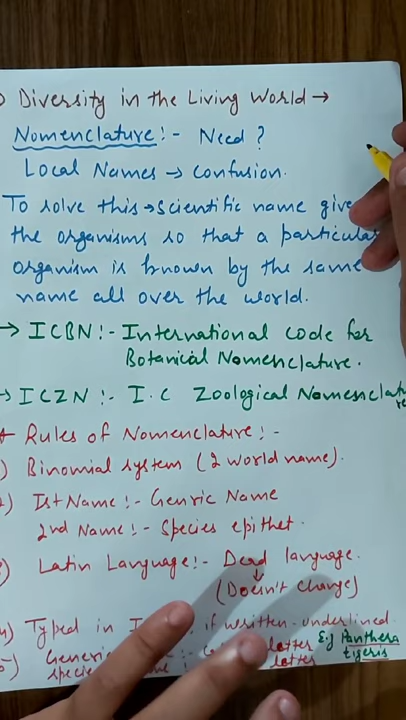 Diversity in the Living World →
Nomenclature :- Need ?
Local Names → Confusion.
To solve this → scientific name give
the organisms so that a particular
organism is known by the same
name all over the world.
→ ICBN :- International Code for
Botanical Nomenclature.
→ ICZN :- I.C Zoological Nomenclature
Rules of Nomenclature :-
Binomial system (2 world name).
Ist Name :- Genric Name
2nd Name :- Species epithet.
Latin Language :- Dead language.
↓
(Doesn't Change)
4) Typed in if written - underlined.
5) Generic letter E.g Panthera
species letter tigris